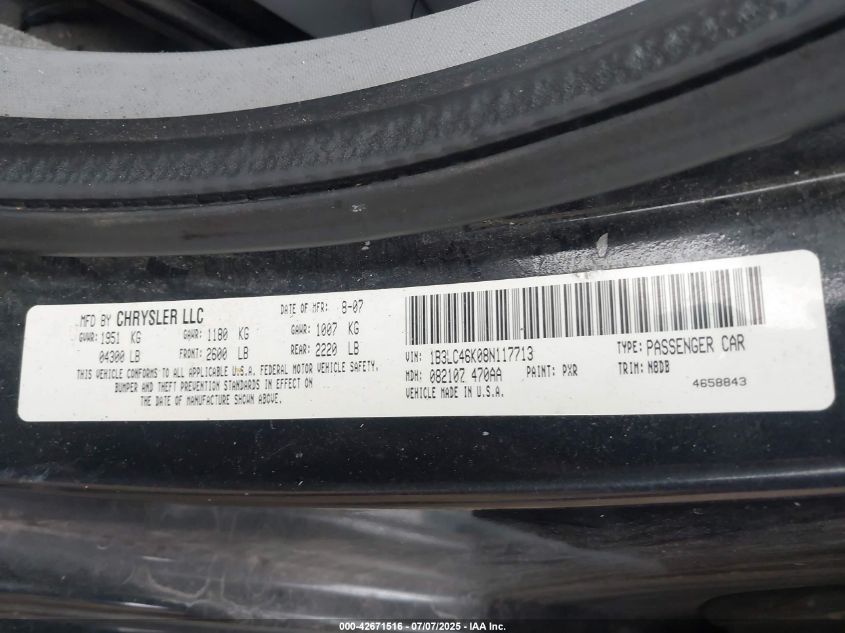 MFD BY CHRYSLER LLC DATE OF MFR: 8-07
GVWR: 1951 KG GAWR: 1180 KG GAWR: 1007 KG
04300 LB FRONT: 2600 LB REAR: 2220 LB
THIS VEHICLE CONFORMS TO ALL APPLICABLE U.S.A. FEDERAL MOTOR VEHICLE SAFETY,
BUMPER AND THEFT PREVENTION STANDARDS IN EFFECT ON
THE DATE OF MANUFACTURE SHOWN ABOVE.
VIN: 1B3LC46K08N117713 TYPE: PASSENGER CAR
MDH: 082107 470AA PAINT: PXR TRIM: N8DB
VEHICLE MADE IN U.S.A. 4658843
000-42671516 - 07/07/2025 - IAA Inc.